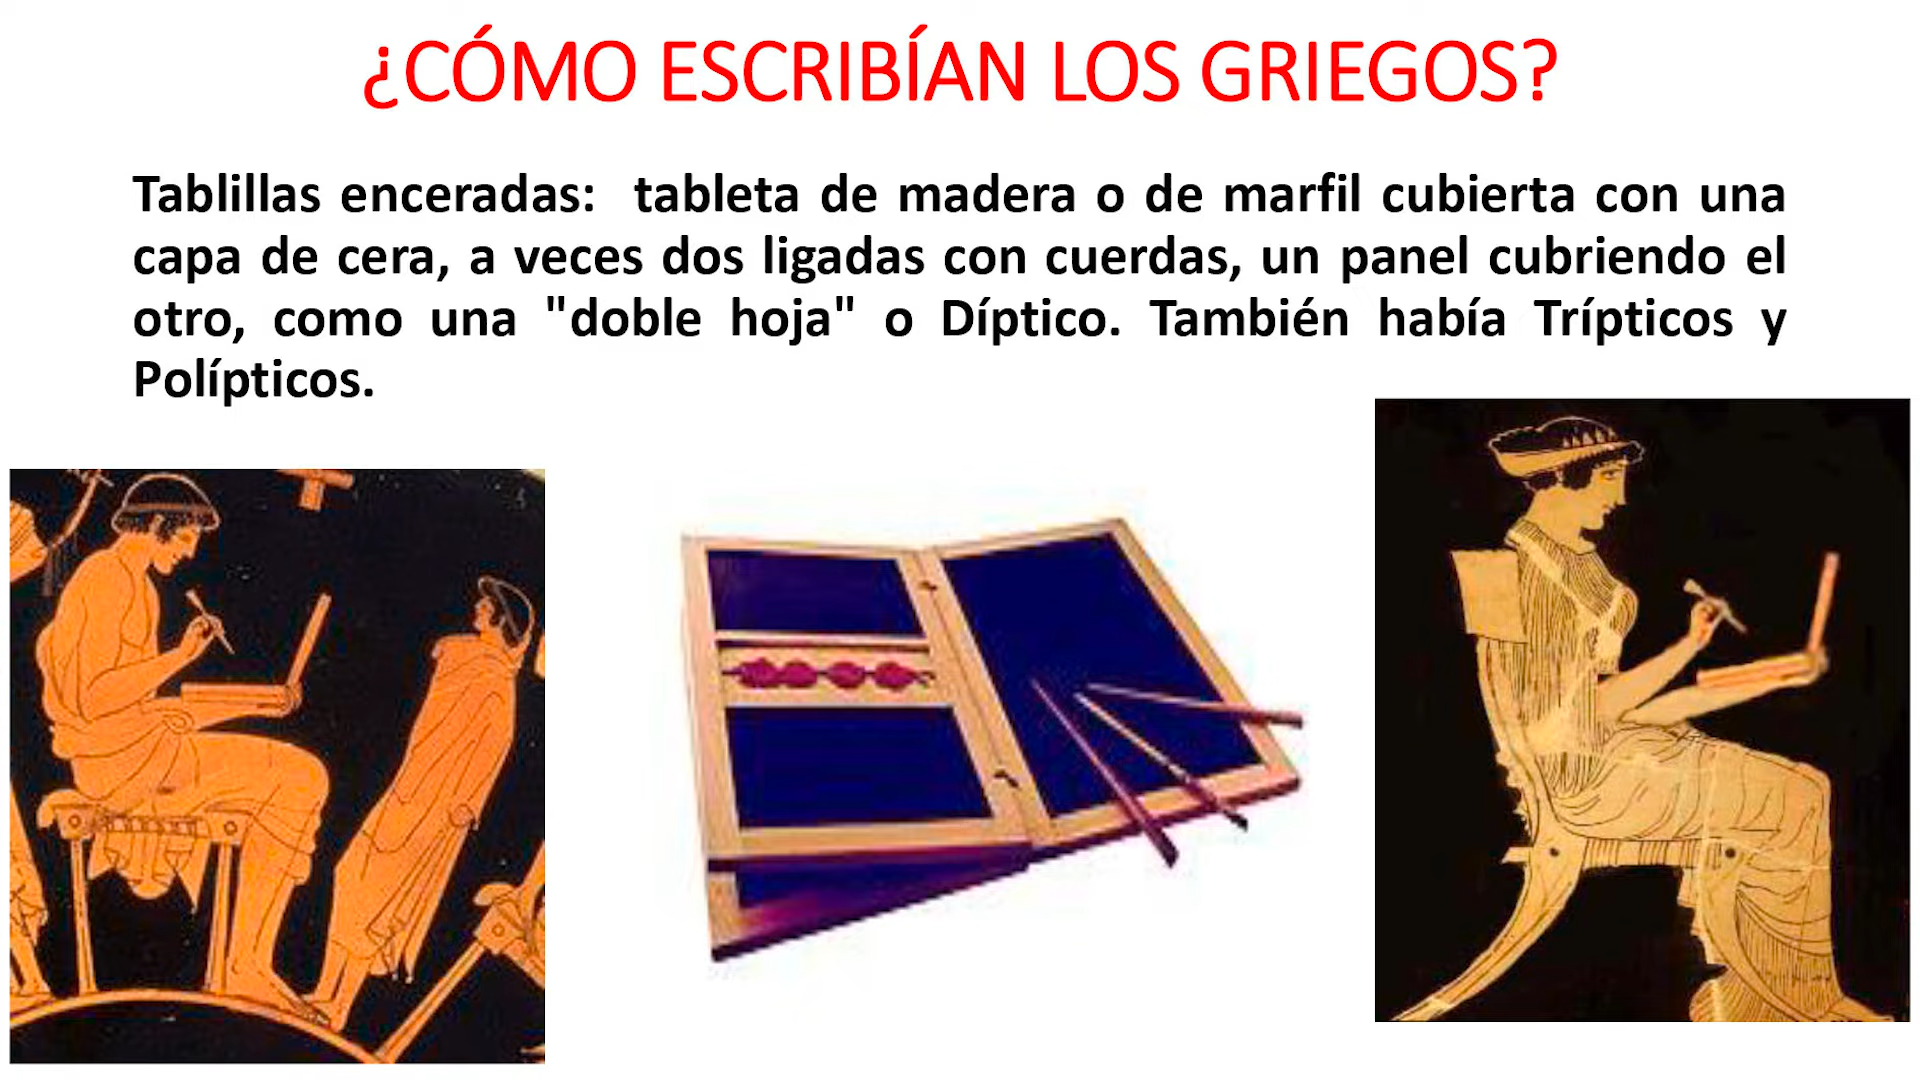 ¿CÓMO ESCRIBÍAN LOS GRIEGOS?
Tablillas enceradas: tableta de madera o de marfil cubierta con una
capa de cera, a veces dos ligadas con cuerdas, un panel cubriendo el
otro, como una "doble hoja" o Díptico. También había Trípticos y
Polípticos.